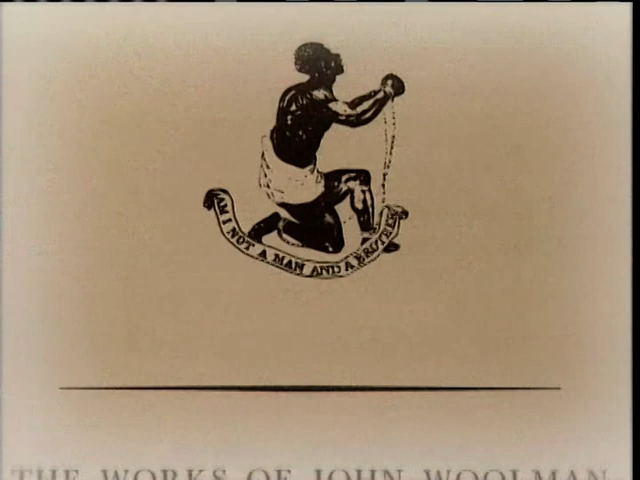 AM I NOT A MAN AND A BROTHER
THE WORKS OF JOHN WOOLMAN